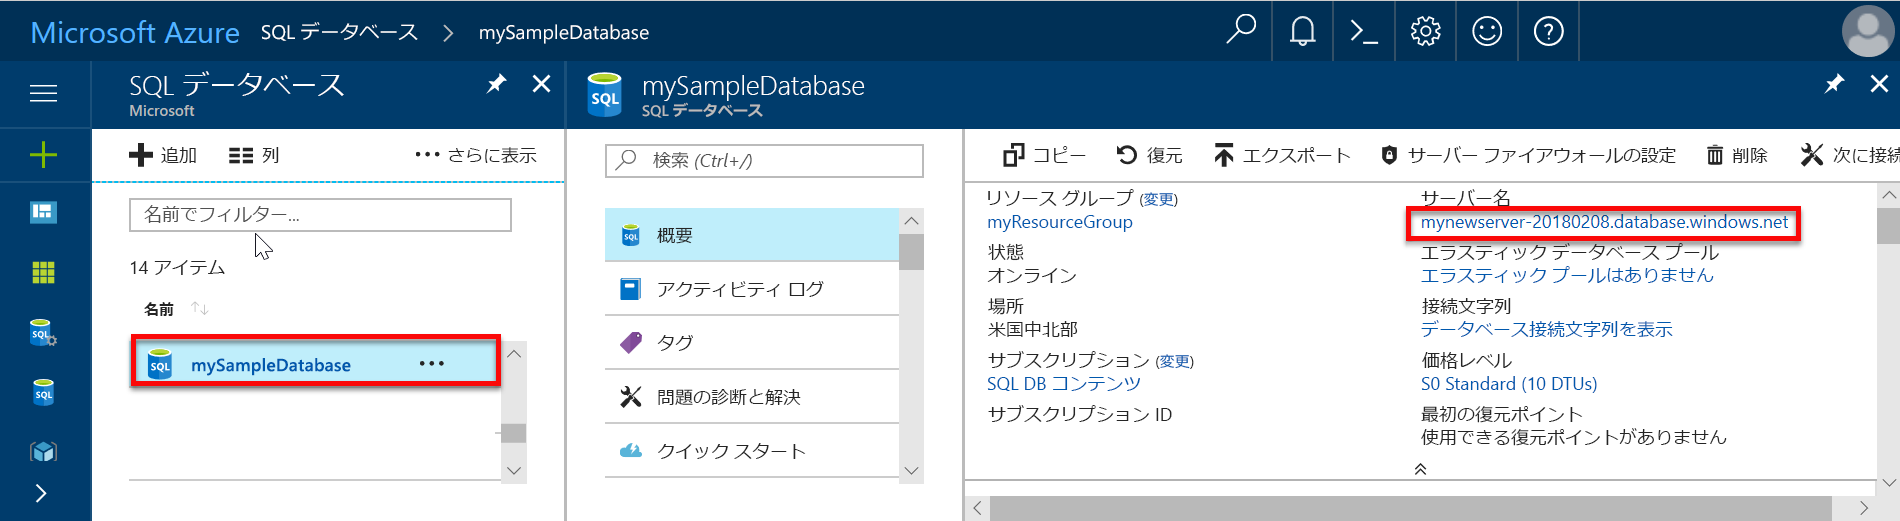 Microsoft Azure SQL データベース > mySampleDatabase
SQL データベース
Microsoft
追加 列 ••• さらに表示
名前でフィルター...
14 アイテム
名前 ↑↓
SQL mySampleDatabase •••
SQL
SQL
SQL mySampleDatabase
SQL データベース
検索 (Ctrl+/)
SQL 概要
アクティビティ ログ
タグ
問題の診断と解決
クイック スタート
コピー 復元 エクスポート サーバー ファイアウォールの設定 削除 次に接続
リソース グループ (変更)
myResourceGroup
状態
オンライン
場所
米国中北部
サブスクリプション (変更)
SQL DB コンテンツ
サブスクリプション ID
サーバー名
mynewserver-20180208.database.windows.net
エラスティック データベース プール
エラスティック プールはありません
接続文字列
データベース接続文字列を表示
価格レベル
S0 Standard (10 DTUs)
最初の復元ポイント
使用できる復元ポイントがありません